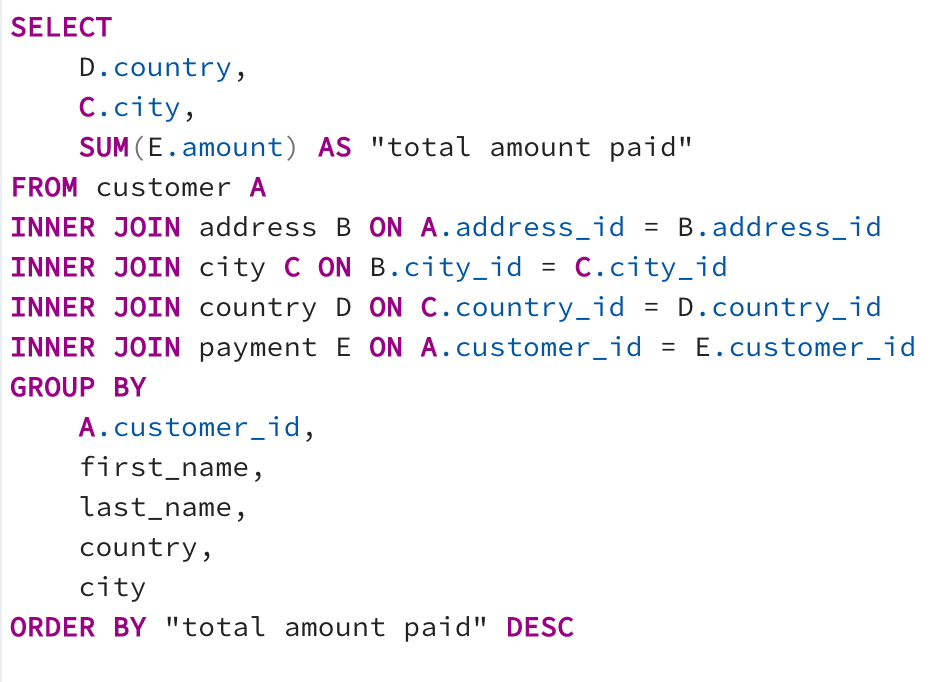 SELECT
    D.country,
    C.city,
    SUM(E.amount) AS "total amount paid"
FROM customer A
INNER JOIN address B ON A.address_id = B.address_id
INNER JOIN city C ON B.city_id = C.city_id
INNER JOIN country D ON C.country_id = D.country_id
INNER JOIN payment E ON A.customer_id = E.customer_id
GROUP BY
    A.customer_id,
    first_name,
    last_name,
    country,
    city
ORDER BY "total amount paid" DESC